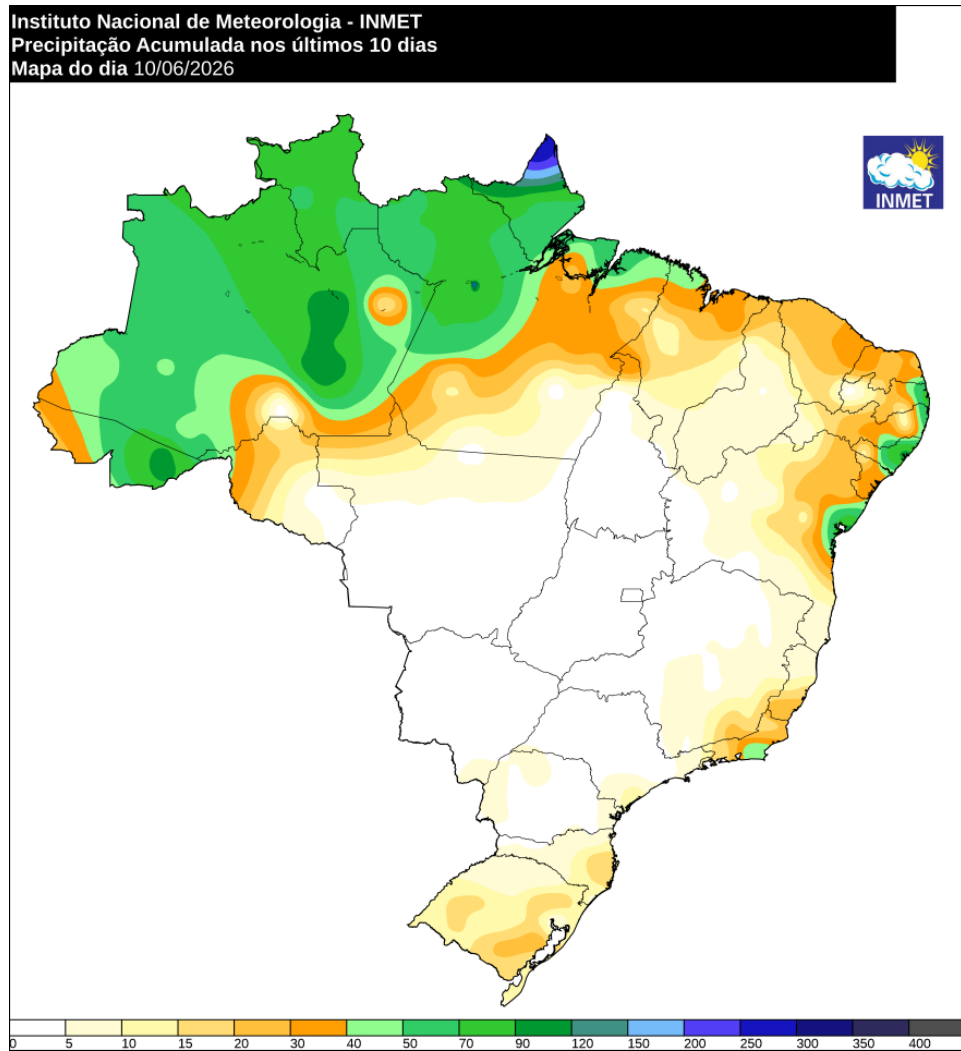 Instituto Nacional de Meteorologia - INMET
Precipitação Acumulada nos últimos 10 dias
Mapa do dia 10/06/2026
INMET
0 5 10 15 20 30 40 50 70 90 120 150 200 250 300 350 400